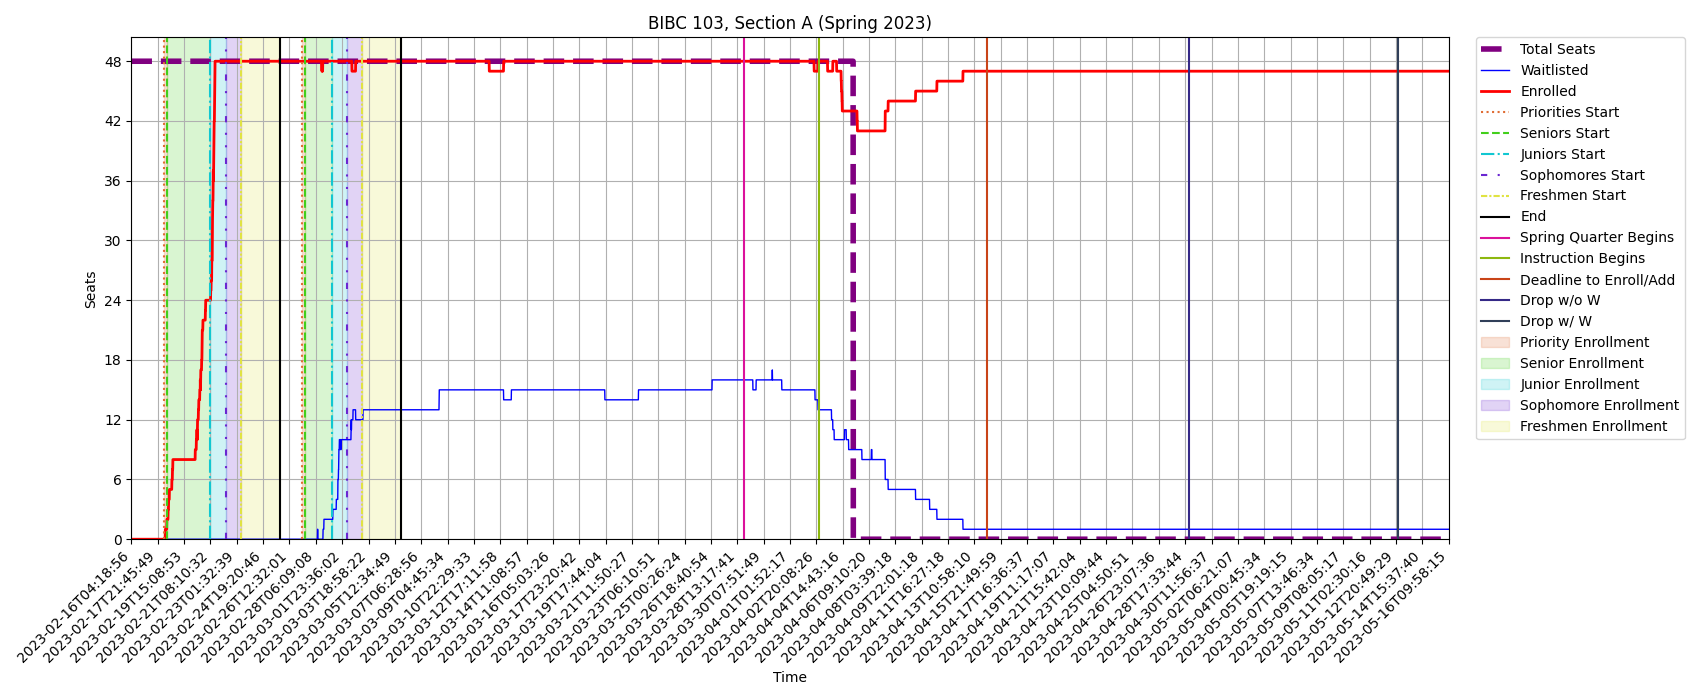 BIBC 103, Section A (Spring 2023)
Seats
48
42
36
30
24
18
12
6
0
2023-02-16T04:18:56
2023-02-17T21:45:49
2023-02-19T15:08:53
2023-02-21T08:10:32
2023-02-23T01:32:39
2023-02-24T19:20:46
2023-02-26T12:32:01
2023-02-28T06:09:08
2023-03-01T23:36:02
2023-03-03T18:58:22
2023-03-05T12:34:49
2023-03-07T06:28:56
2023-03-09T04:45:34
2023-03-10T22:29:33
2023-03-12T17:11:58
2023-03-14T11:08:57
2023-03-16T05:03:26
2023-03-17T23:20:42
2023-03-19T17:44:04
2023-03-21T11:50:27
2023-03-23T06:10:51
2023-03-25T00:26:24
2023-03-26T18:40:54
2023-03-28T13:17:41
2023-03-30T07:51:49
2023-04-01T01:52:17
2023-04-02T20:08:26
2023-04-04T14:43:16
2023-04-06T09:10:20
2023-04-08T03:39:18
2023-04-09T22:01:18
2023-04-11T16:27:18
2023-04-13T10:58:10
2023-04-15T21:49:59
2023-04-17T16:36:37
2023-04-19T11:17:07
2023-04-21T15:42:04
2023-04-23T10:09:44
2023-04-25T04:50:51
2023-04-26T23:07:36
2023-04-28T17:33:44
2023-04-30T11:56:37
2023-05-02T06:21:07
2023-05-04T00:45:34
2023-05-05T19:19:15
2023-05-07T13:46:34
2023-05-09T08:05:17
2023-05-11T02:30:16
2023-05-12T20:49:29
2023-05-14T15:37:40
2023-05-16T09:58:15
Time
Total Seats
Waitlisted
Enrolled
Priorities Start
Seniors Start
Juniors Start
Sophomores Start
Freshmen Start
End
Spring Quarter Begins
Instruction Begins
Deadline to Enroll/Add
Drop w/o W
Drop w/ W
Priority Enrollment
Senior Enrollment
Junior Enrollment
Sophomore Enrollment
Freshmen Enrollment